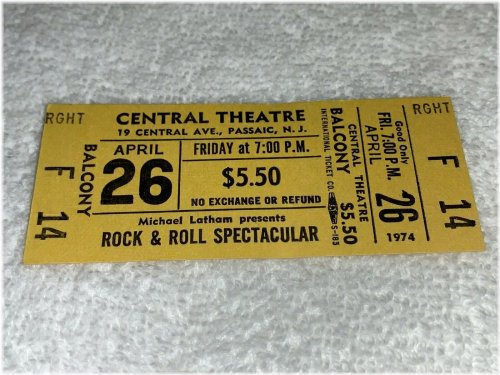 RGHT
BALCONY
F 14
CENTRAL THEATRE
19 CENTRAL AVE., PASSAIC, N. J.
APRIL
26
FRIDAY at 7:00 P.M.
$5.50
NO EXCHANGE OR REFUND
Michael Latham presents
ROCK & ROLL SPECTACULAR
INTERNATIONAL TICKET CO. S-185
BALCONY $5.50
CENTRAL THEATRE
APRIL
FRI. 7:00 P.M.
Good Only
26
1974
RGHT
F 14